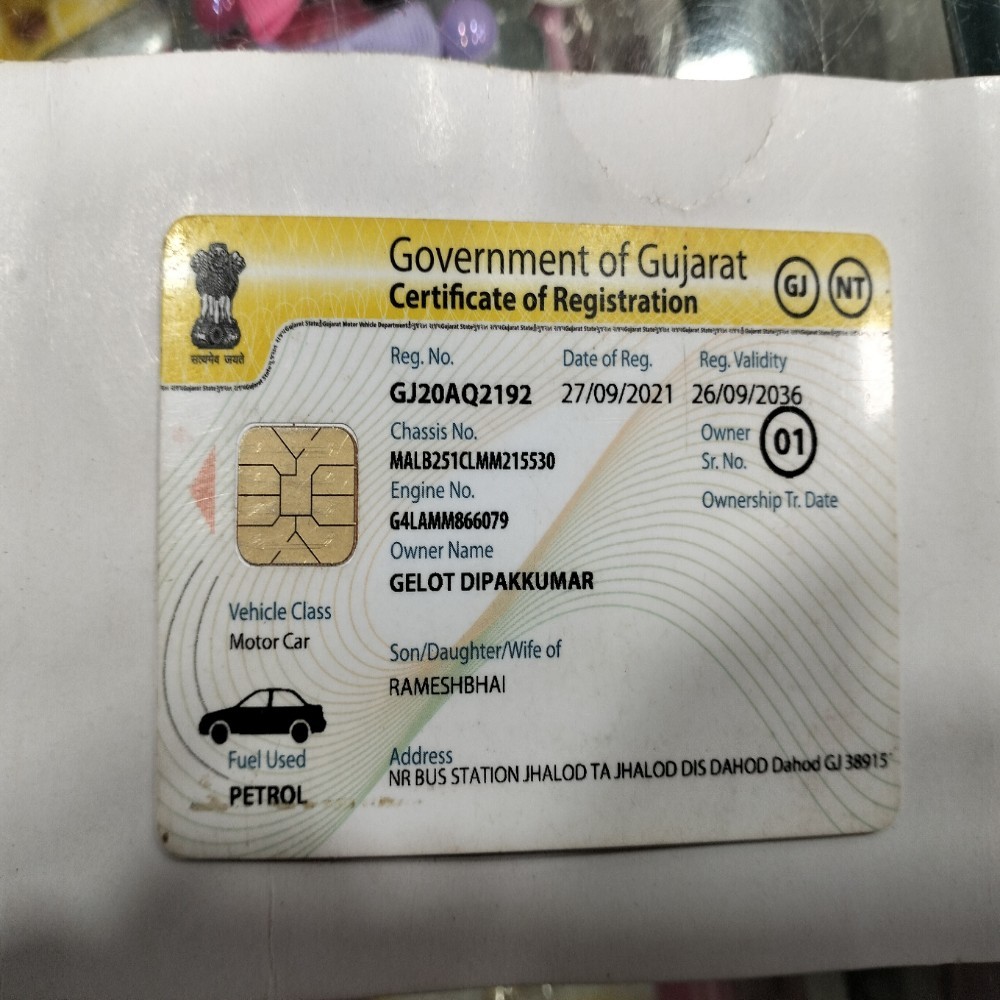 Government of Gujarat
Certificate of Registration
GJ NT
सत्यमेव जयते
Reg. No. Date of Reg. Reg. Validity
GJ20AQ2192 27/09/2021 26/09/2036
Chassis No. Owner
MALB251CLMM215530 Sr. No. 01
Engine No. Ownership Tr. Date
G4LAMM866079
Owner Name
GELOT DIPAKKUMAR
Vehicle Class
Motor Car
Son/Daughter/Wife of
RAMESHBHAI
Fuel Used
PETROL
Address
NR BUS STATION JHALOD TA JHALOD DIS DAHOD Dahod GJ 38915